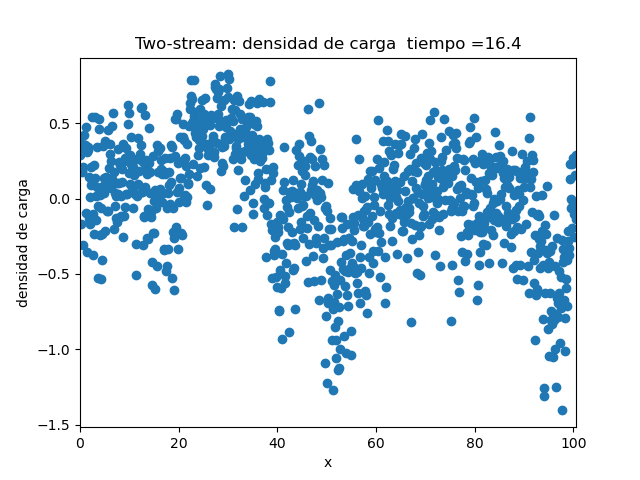 Two-stream: densidad de carga  tiempo =16.4
densidad de carga
0.5
0.0
−0.5
−1.0
−1.5
0 20 40 60 80 100
x